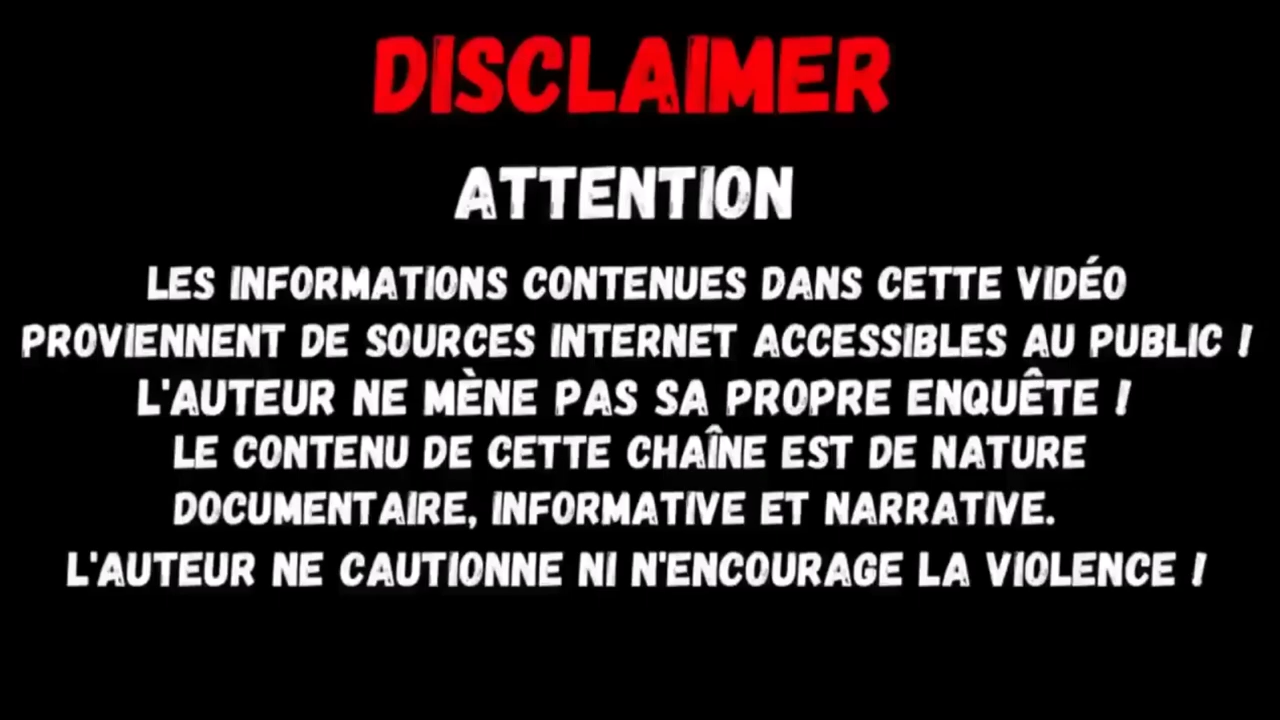 DISCLAIMER
ATTENTION
LES INFORMATIONS CONTENUES DANS CETTE VIDÉO
PROVIENNENT DE SOURCES INTERNET ACCESSIBLES AU PUBLIC !
L'AUTEUR NE MÈNE PAS SA PROPRE ENQUÊTE !
LE CONTENU DE CETTE CHAÎNE EST DE NATURE
DOCUMENTAIRE, INFORMATIVE ET NARRATIVE.
L'AUTEUR NE CAUTIONNE NI N'ENCOURAGE LA VIOLENCE !